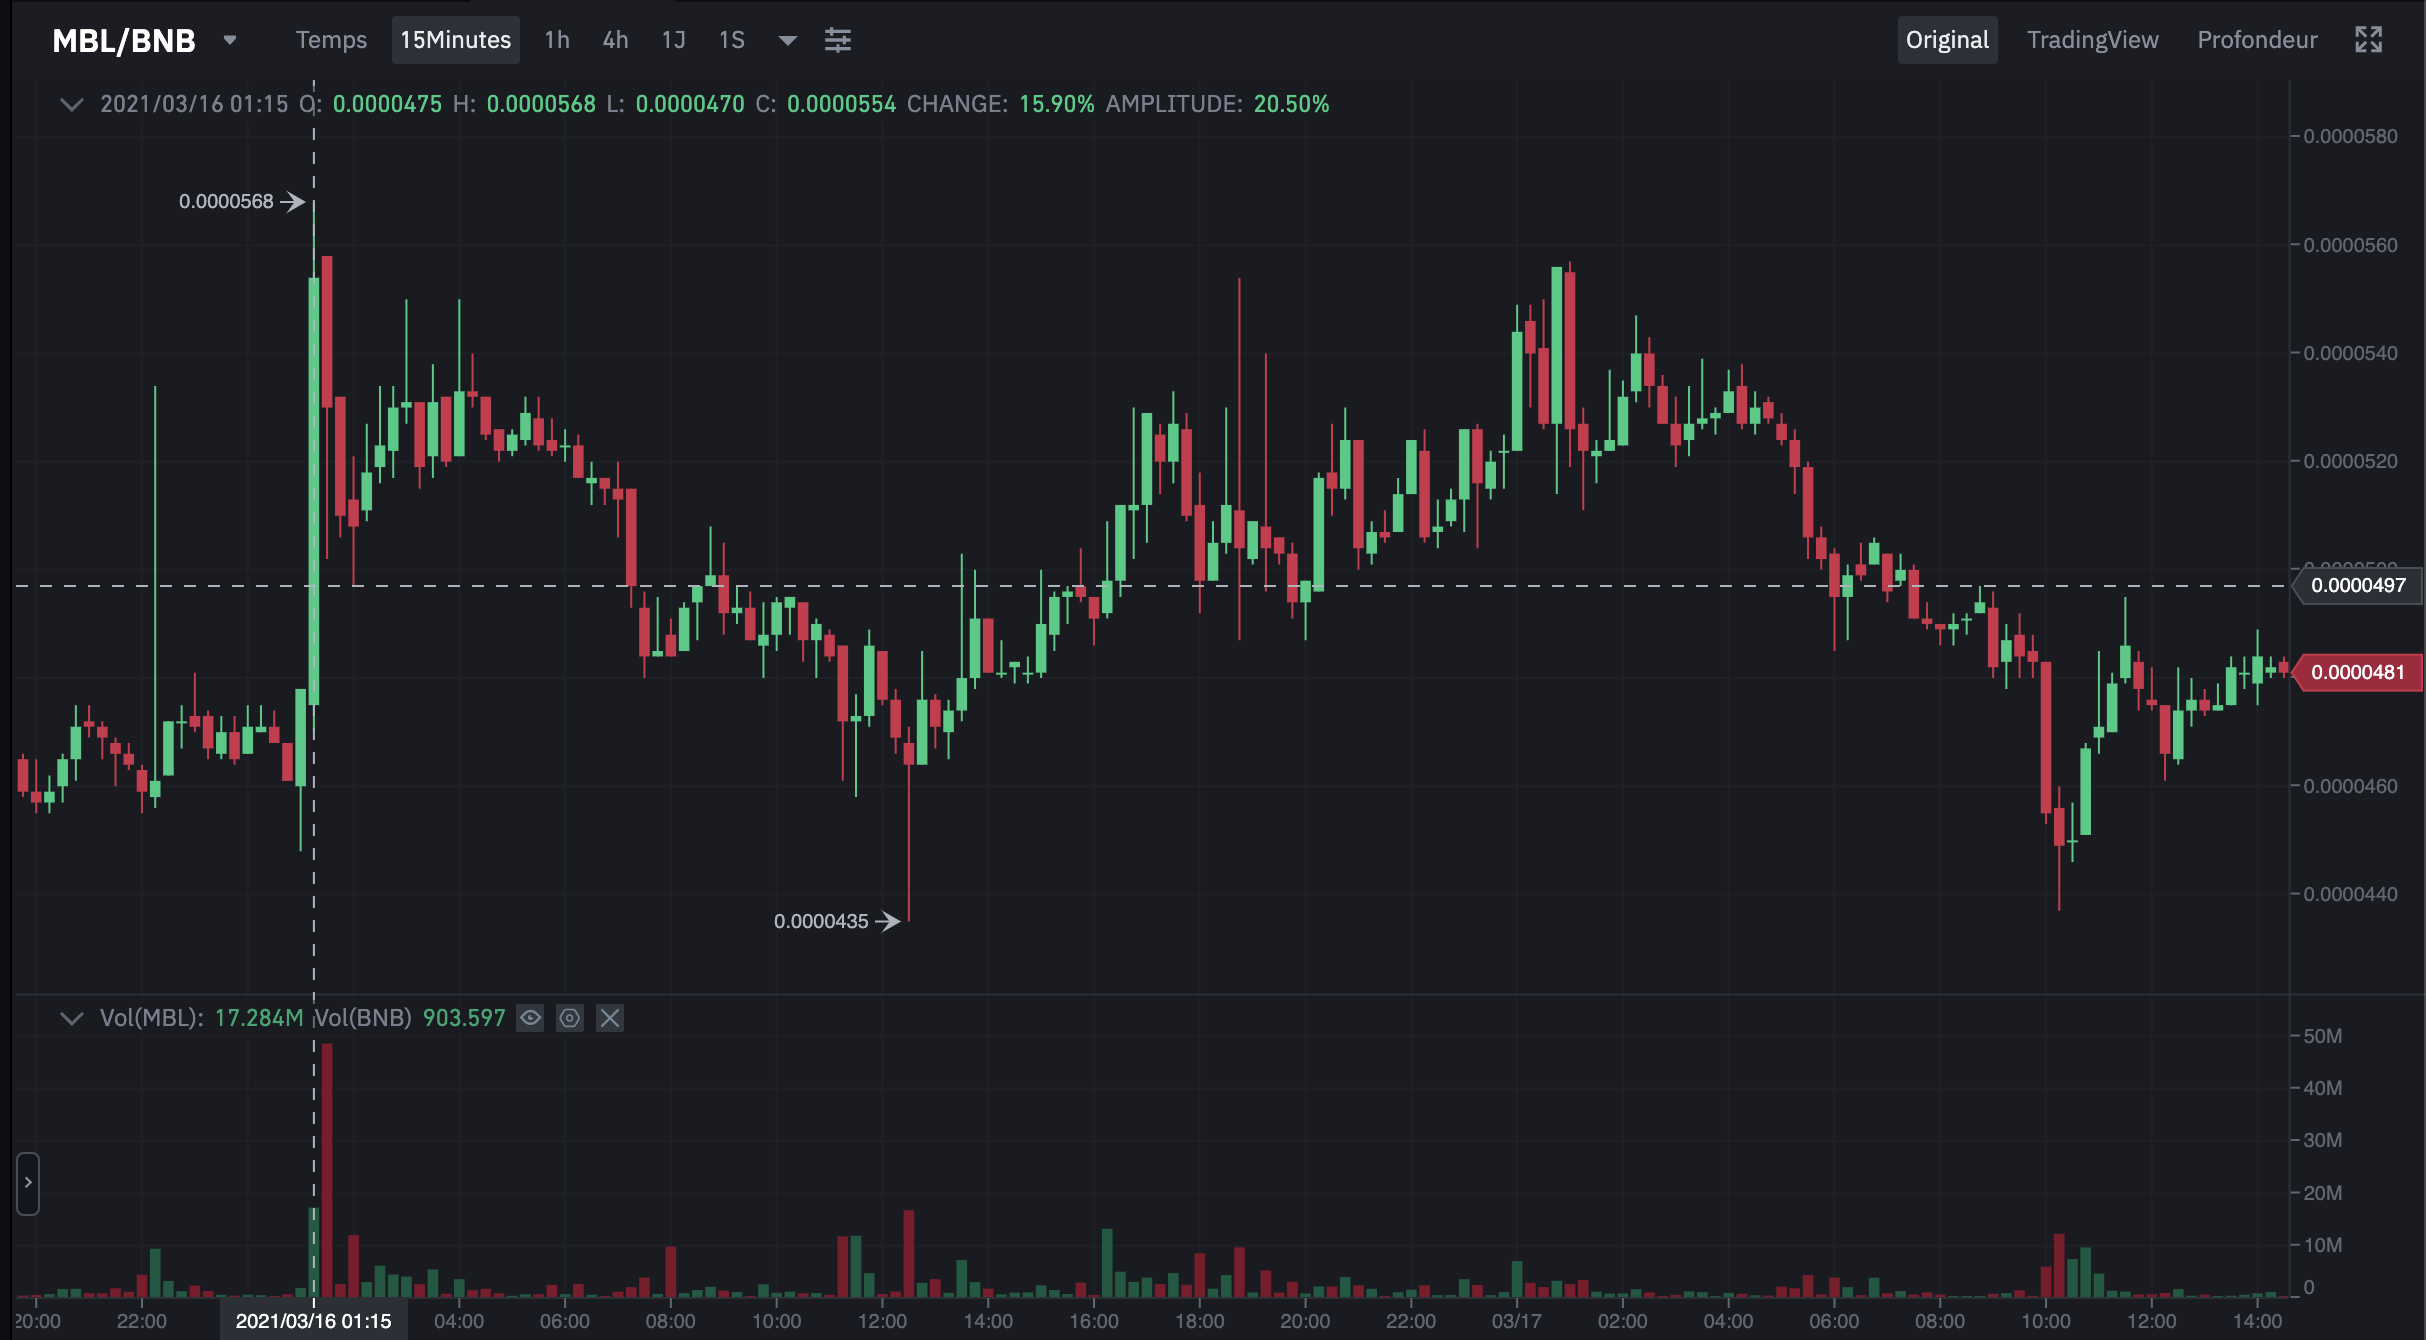 MBL/BNB Temps 15Minutes 1h 4h 1J 1S Original TradingView Profondeur
2021/03/16 01:15 O: 0.0000475 H: 0.0000568 L: 0.0000470 C: 0.0000554 CHANGE: 15.90% AMPLITUDE: 20.50%
0.0000580
0.0000568
0.0000560
0.0000540
0.0000520
0.0000497
0.0000481
0.0000460
0.0000440
0.0000435
Vol(MBL): 17.284M Vol(BNB) 903.597
50M
40M
30M
20M
10M
0
20:00 22:00 2021/03/16 01:15 04:00 06:00 08:00 10:00 12:00 14:00 16:00 18:00 20:00 22:00 03/17 02:00 04:00 06:00 08:00 10:00 12:00 14:00